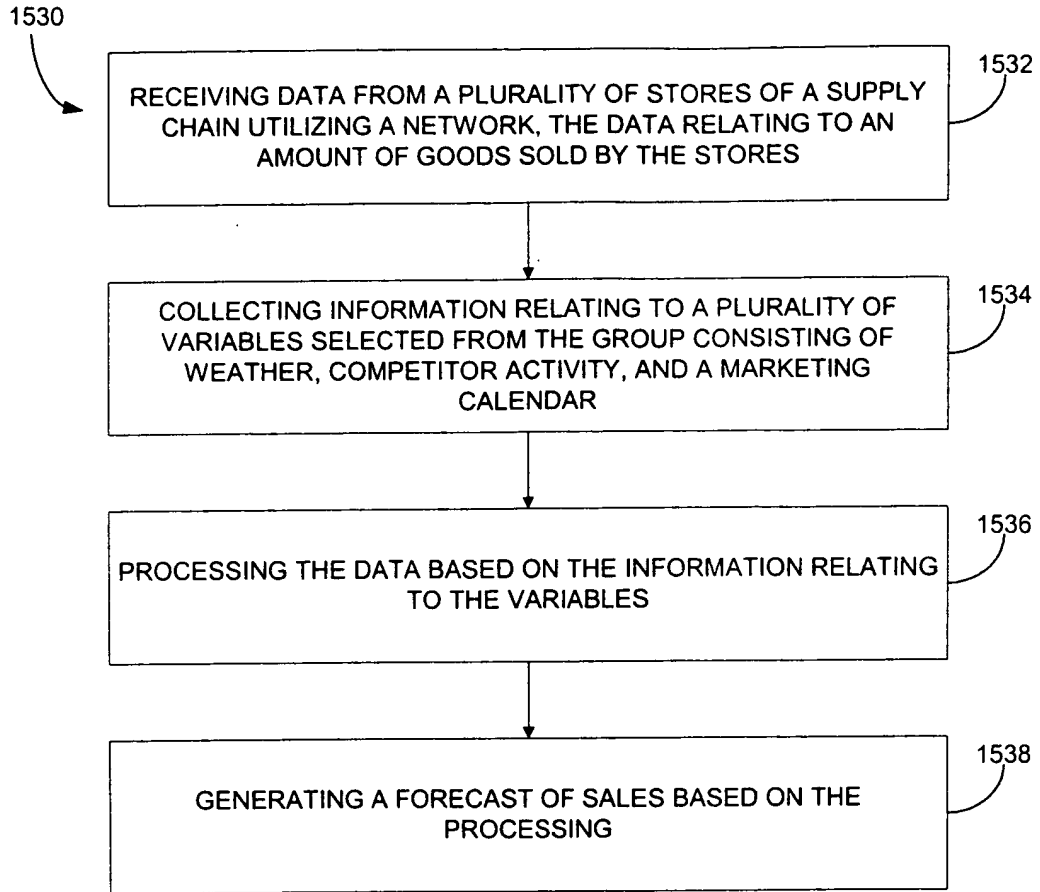 1530
1532
RECEIVING DATA FROM A PLURALITY OF STORES OF A SUPPLY
CHAIN UTILIZING A NETWORK, THE DATA RELATING TO AN
AMOUNT OF GOODS SOLD BY THE STORES
1534
COLLECTING INFORMATION RELATING TO A PLURALITY OF
VARIABLES SELECTED FROM THE GROUP CONSISTING OF
WEATHER, COMPETITOR ACTIVITY, AND A MARKETING
CALENDAR
1536
PROCESSING THE DATA BASED ON THE INFORMATION RELATING
TO THE VARIABLES
1538
GENERATING A FORECAST OF SALES BASED ON THE
PROCESSING